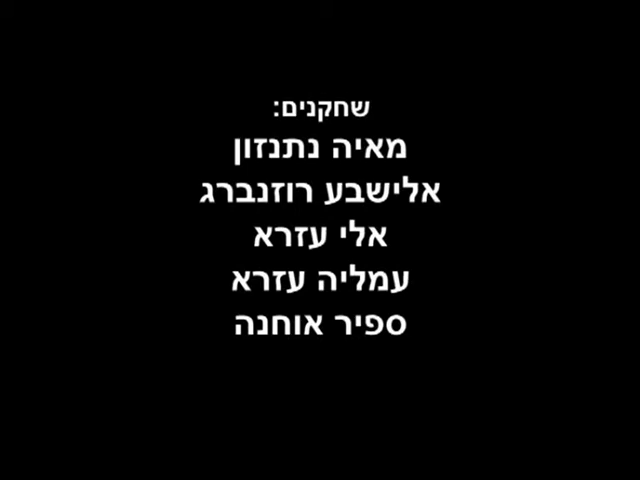 שחקנים:
מאיה נתנזון
אלישבע רוזנברג
אלי עזרא
עמליה עזרא
ספיר אוחנה